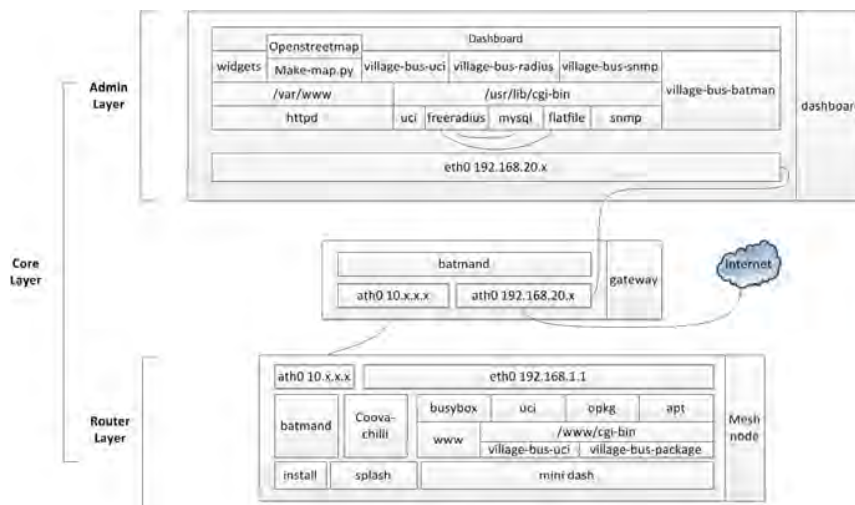 Dashboard
Openstreetmap
widgets
Make-map.py
village-bus-uci
village-bus-radius
village-bus-snmp
village-bus-batman
/var/www
/usr/lib/cgi-bin
httpd
uci
freeradius
mysql
flatfile
snmp
eth0 192.168.20.x
dashboard
Admin
Layer
Core
Layer
batmand
ath0 10.x.x.x
ath0 192.168.20.x
gateway
Internet
Router
Layer
ath0 10.x.x.x
eth0 192.168.1.1
batmand
Coova-
chilli
busybox
uci
opkg
apt
www
/www/cgi-bin
village-bus-uci
village-bus-package
install
splash
mini dash
Mesh
node